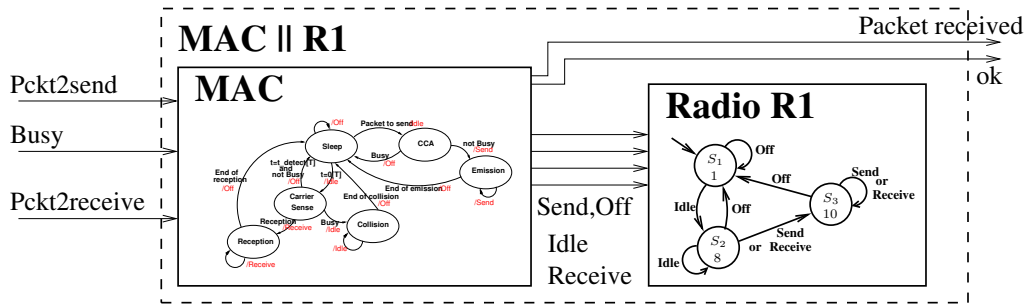 Packet received
MAC || R1
ok
MAC
Radio R1
Pckt2send
Busy
Pckt2receive
/Off
Packet to send/Idle
Sleep
CCA
not Busy
/Send
Busy
/Off
t=t_detect[T]
and
not Busy
/Off
t=0[T]
/Idle
Emission
End of emission/Off
/Send
End of
reception
/Off
End of collision
/Off
Carrier
Sense
Reception
/Receive
Busy
/Idle
Collision
/Idle
Reception
/Receive
Send,Off
Idle
Receive
S1
1
Off
Off
Idle
Off
S2
8
Idle
Send
or Receive
S3
10
Send
or
Receive